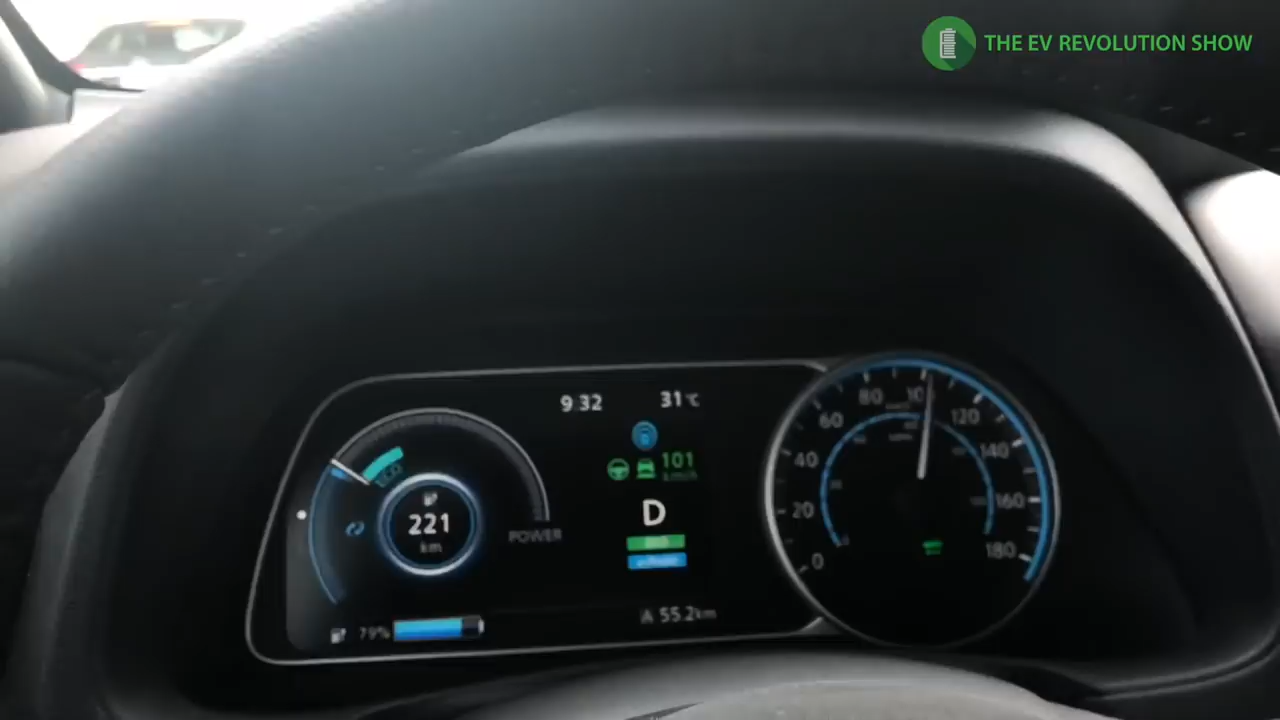 THE EV REVOLUTION SHOW
9:32
31°C
101
km/h
ECO
D
221
km
POWER
79%
A 55.2km
0
20
40
60
80
100
120
140
160
180